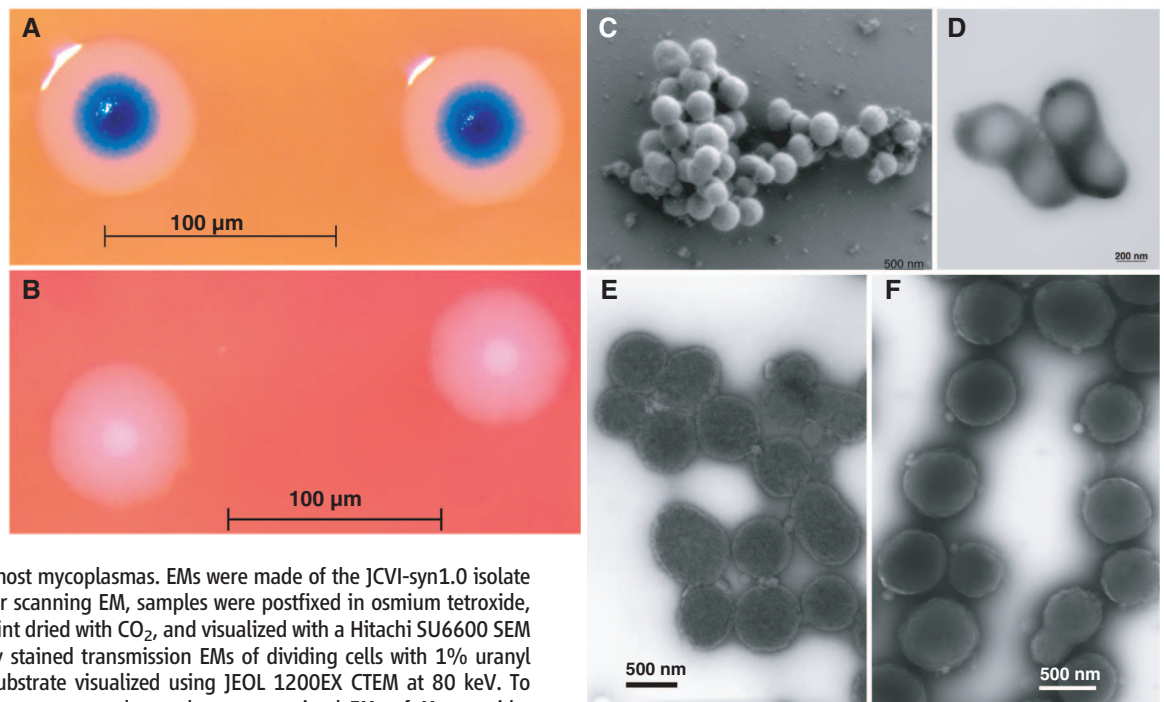 A
100 μm
B
100 μm
C
500 nm
D
200 nm
E
500 nm
F
500 nm
most mycoplasmas. EMs were made of the JCVI-syn1.0 isolate
r scanning EM, samples were postfixed in osmium tetroxide,
int dried with CO₂, and visualized with a Hitachi SU6600 SEM
y stained transmission EMs of dividing cells with 1% uranyl
ubstrate visualized using JEOL 1200EX CTEM at 80 keV. To